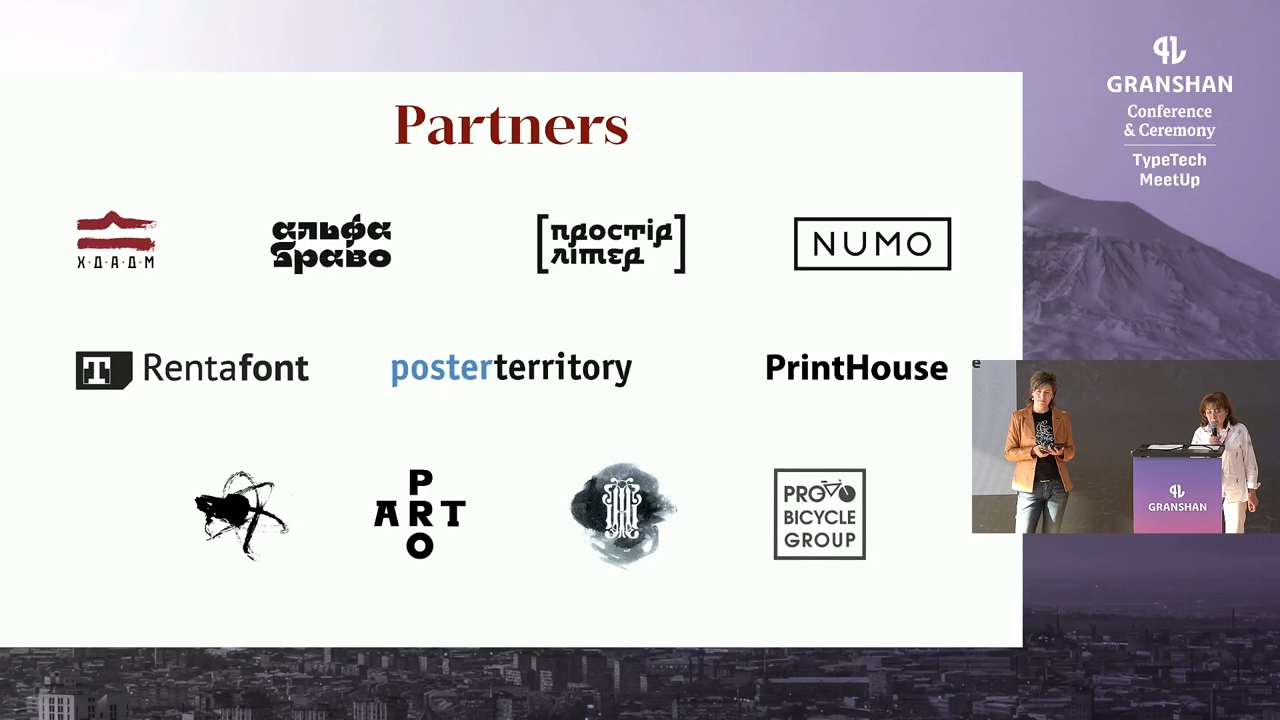 Partners
Х·Д·А·Д·М
альфа
браво
[простір
літер]
NUMO
Rentafont
posterterritory
PrintHouse
P
ART
O
PRO
BICYCLE
GROUP
GRANSHAN
Conference
& Ceremony
TypeTech
MeetUp
e
GRANSHAN